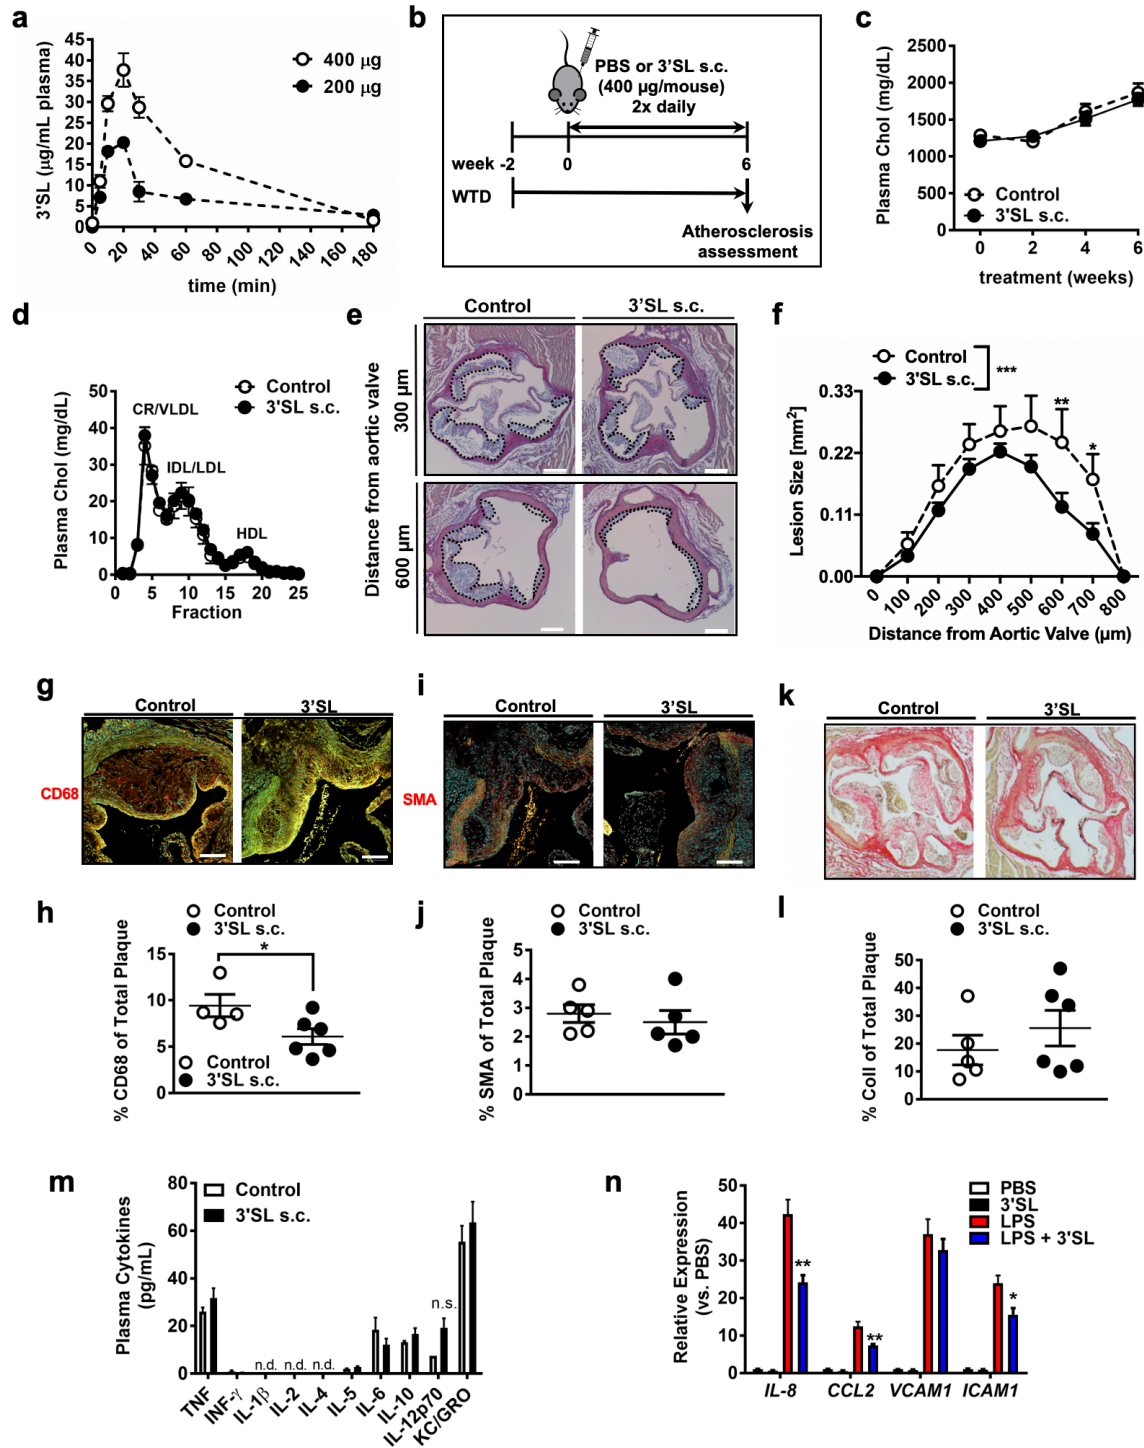 a
3'SL (µg/mL plasma)
45
40
35
30
25
20
15
10
5
0
400 µg
200 µg
0 20 40 60 80 100 120 140 160 180
time (min)
b
PBS or 3'SL s.c.
(400 µg/mouse)
2x daily
week -2 0 6
WTD
Atherosclerosis
assessment
c
Plasma Chol (mg/dL)
2500
2000
1500
1000
500
0
Control
3'SL s.c.
0 2 4 6
treatment (weeks)
d
Plasma Chol (mg/dL)
50
40
30
20
10
0
Control
3'SL s.c.
CR/VLDL
IDL/LDL
HDL
0 5 10 15 20 25
Fraction
e
Control 3'SL s.c.
Distance from aortic valve
300 µm
600 µm
f
Control
3'SL s.c.
***
Lesion Size [mm²]
0.33
0.22
0.11
0.00
**
*
0 100 200 300 400 500 600 700 800
Distance from Aortic Valve (µm)
g
Control 3'SL
CD68
i
Control 3'SL
SMA
k
Control 3'SL
h
Control
3'SL s.c.
% CD68 of Total Plaque
15
10
5
0
*
Control
3'SL s.c.
j
Control
3'SL s.c.
% SMA of Total Plaque
5
4
3
2
1
0
l
Control
3'SL s.c.
% Coll of Total Plaque
50
40
30
20
10
0
m
Plasma Cytokines
(pg/mL)
80
60
40
20
0
Control
3'SL s.c.
n.d. n.d. n.d.
n.s.
TNF INF-γ IL-1β IL-2 IL-4 IL-5 IL-6 IL-10 IL-12p70 KC/GRO
n
Relative Expression
(vs. PBS)
50
40
30
20
10
0
PBS
3'SL
LPS
LPS + 3'SL
**
**
*
IL-8 CCL2 VCAM1 ICAM1